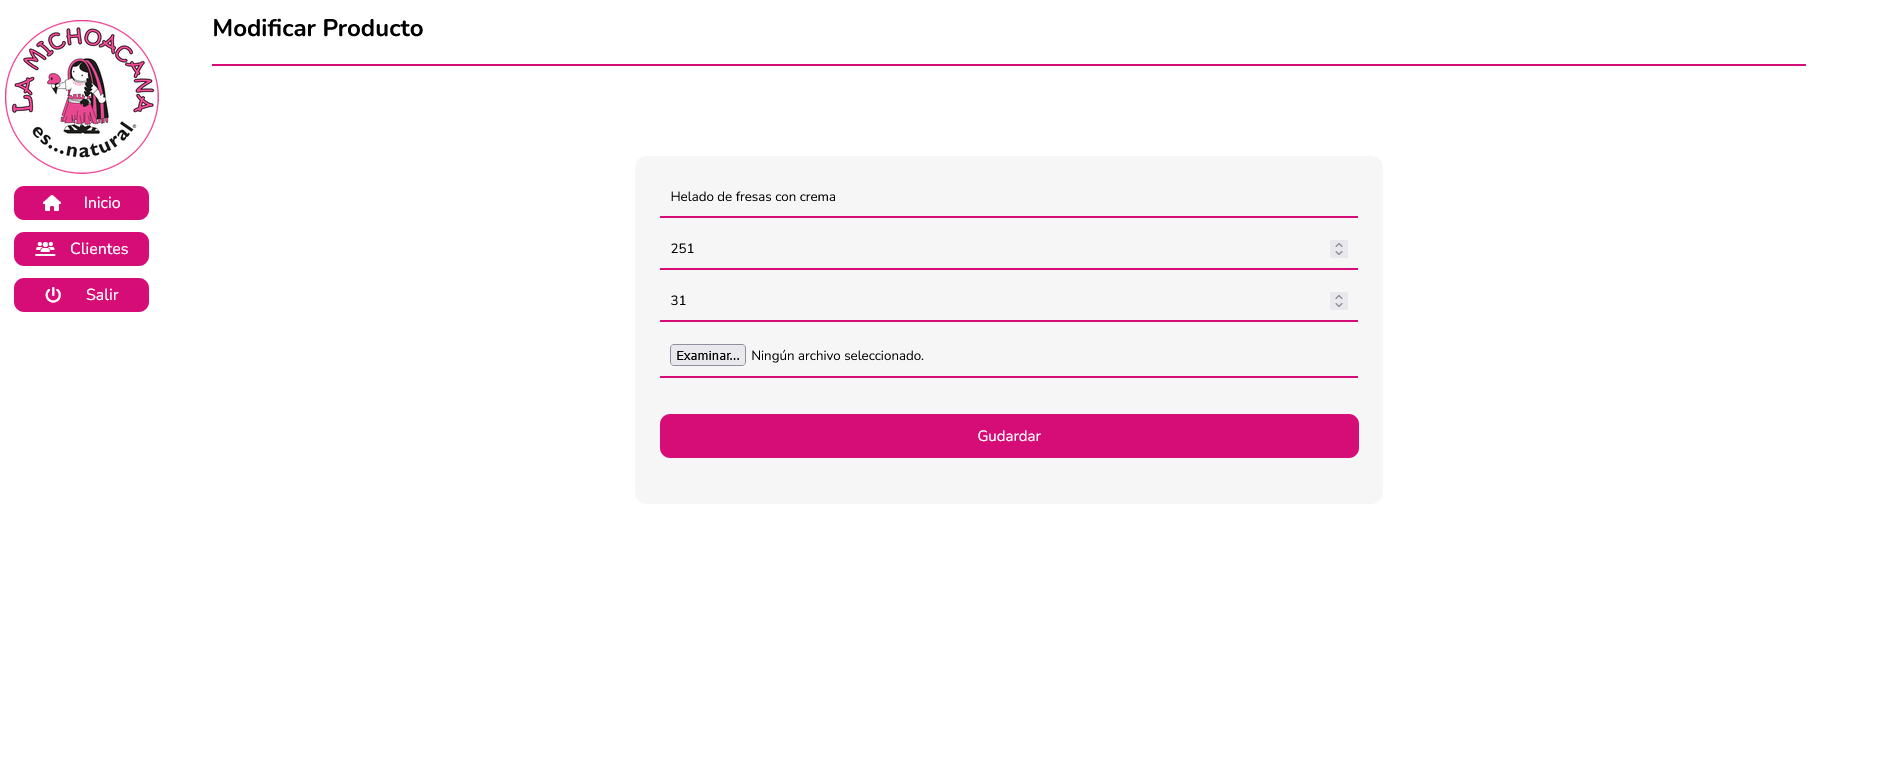 LA MICHOACANA
es...natural.
Inicio
Clientes
Salir
Modificar Producto
Helado de fresas con crema
251
31
Examinar... Ningún archivo seleccionado.
Gudardar